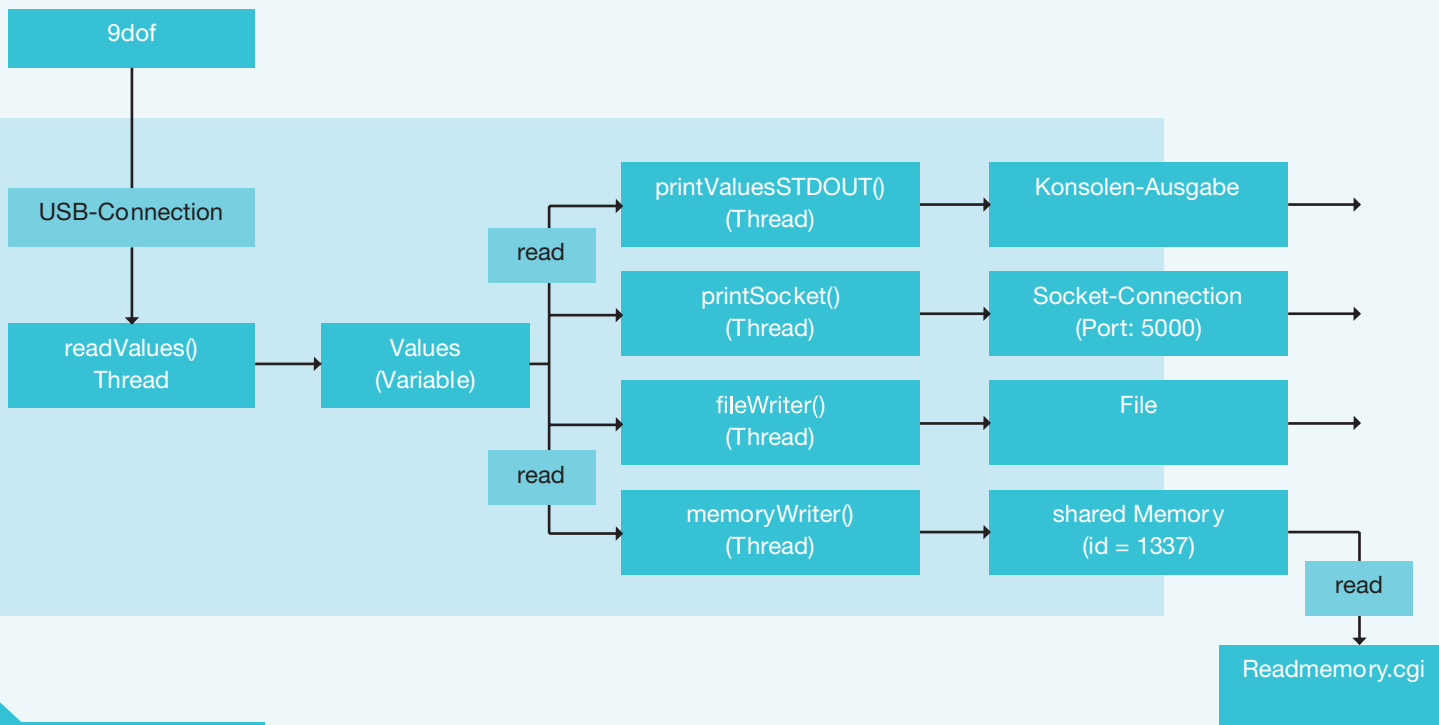 9dof
USB-Connection
readValues()
Thread
Values
(Variable)
read
read
printValuesSTDOUT()
(Thread)
Konsolen-Ausgabe
printSocket()
(Thread)
Socket-Connection
(Port: 5000)
fileWriter()
(Thread)
File
memoryWriter()
(Thread)
shared Memory
(id = 1337)
read
Readmemory.cgi